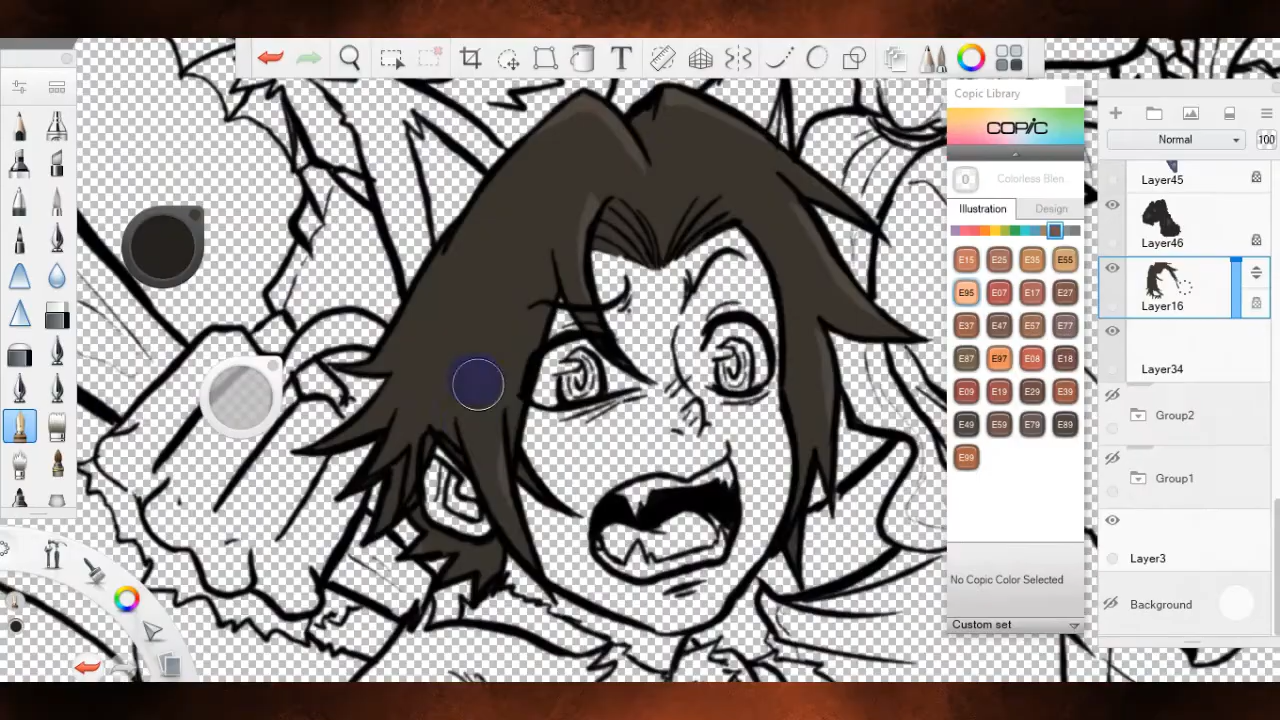 T
Copic Library
COPIC
0 Colorless Blen
Illustration Design
E15 E25 E35 E55
E95 E07 E17 E27
E37 E47 E57 E77
E87 E97 E08 E18
E09 E19 E29 E39
E49 E59 E79 E89
E99
No Copic Color Selected
Custom set
Normal 100
Layer45
Layer46
Layer16
Layer34
Group2
Group1
Layer3
Background